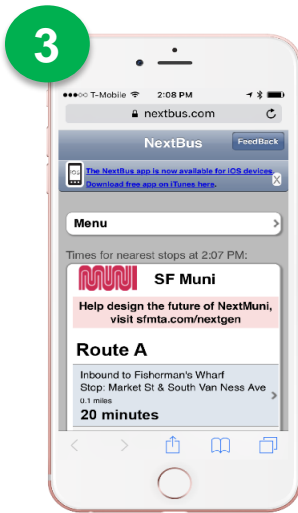 3
T-Mobile 2:08 PM
nextbus.com
NextBus
FeedBack
iOS
The NextBus app is now available for iOS devices.
Download free app on iTunes here.
X
Menu
Times for nearest stops at 2:07 PM:
muni SF Muni
Help design the future of NextMuni,
visit sfmta.com/nextgen
Route A
Inbound to Fisherman's Wharf
Stop: Market St & South Van Ness Ave
0.1 miles
20 minutes